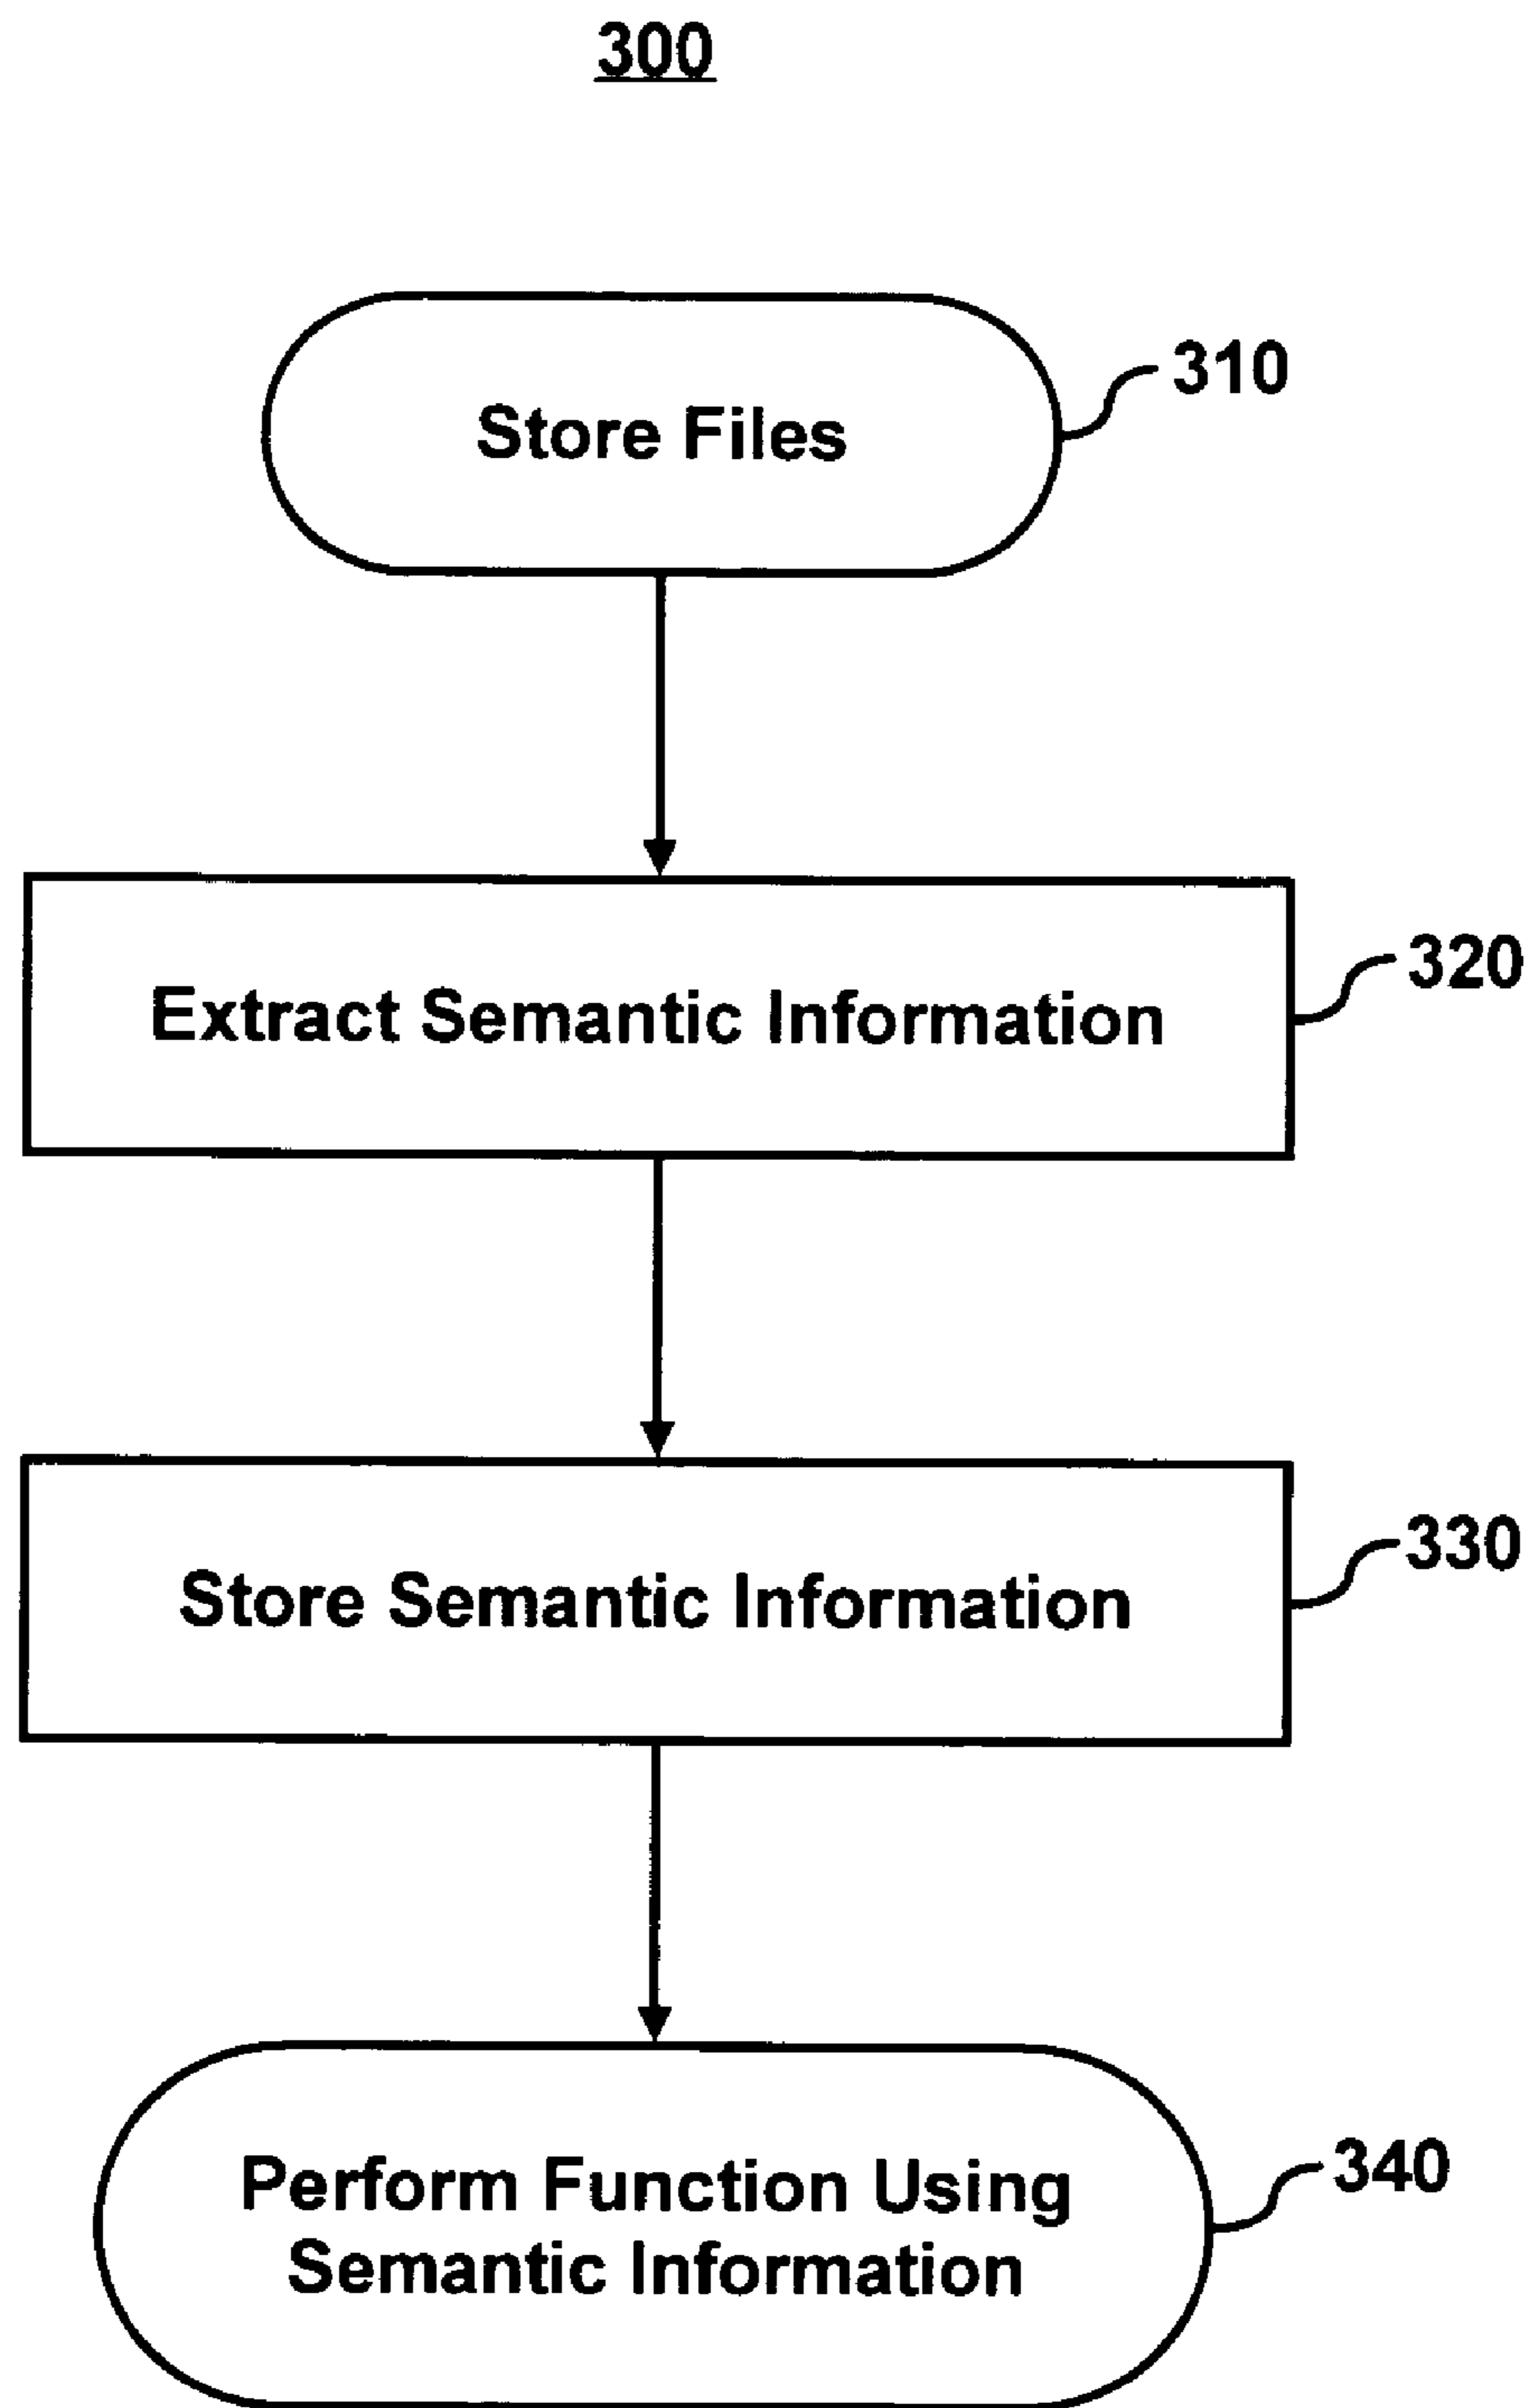 300
Store Files
310
Extract Semantic Information
320
Store Semantic Information
330
Perform Function Using
Semantic Information
340